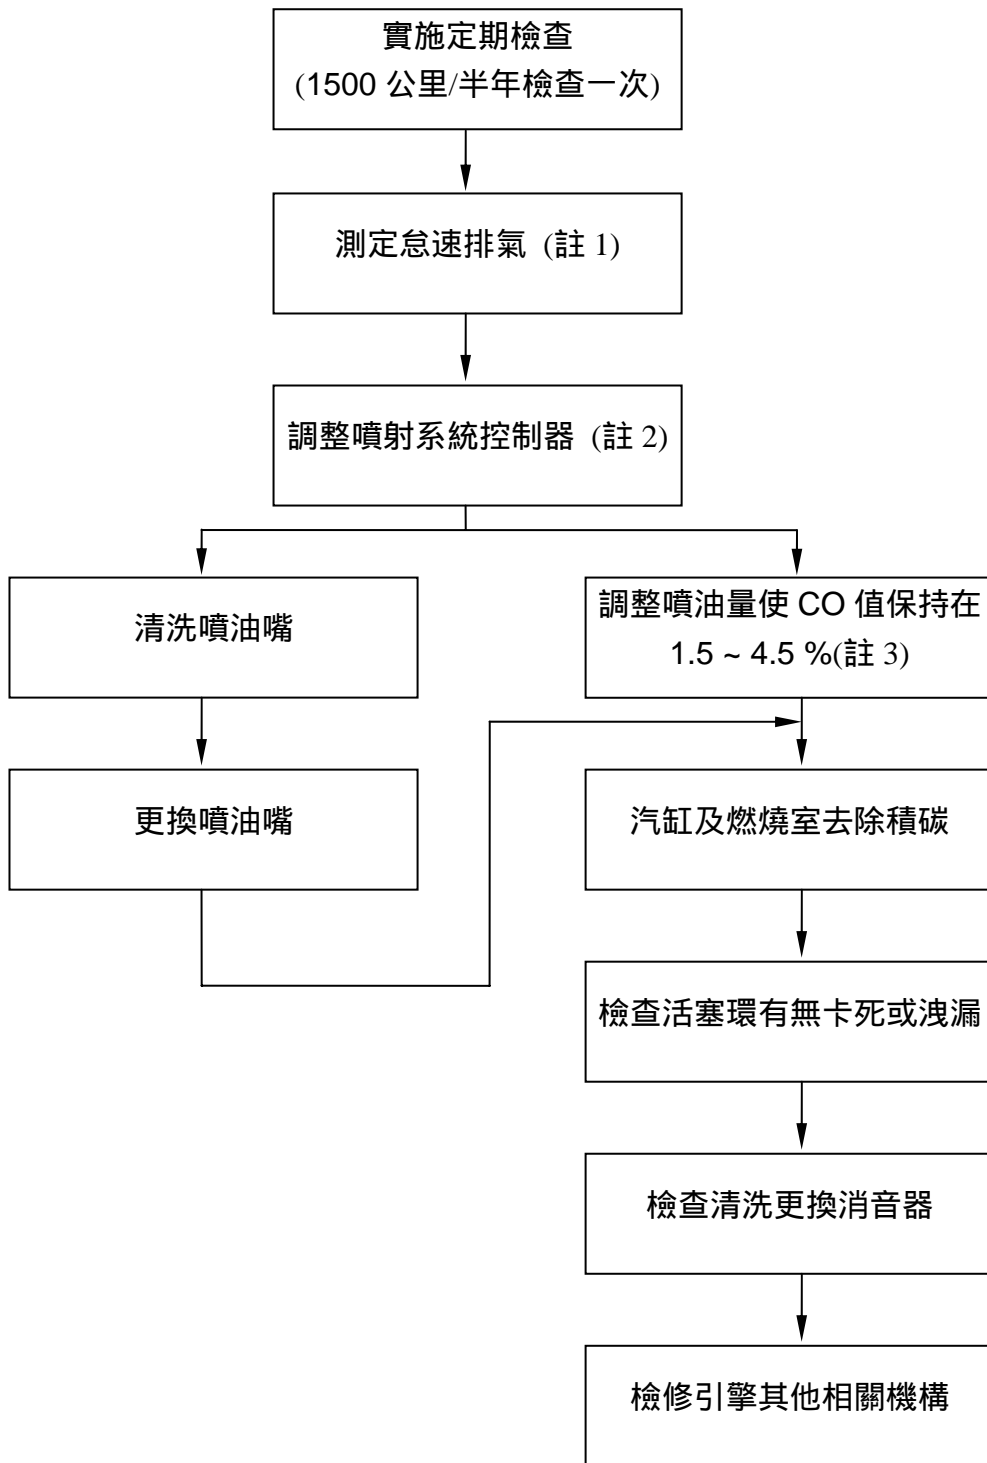 實施定期檢查
(1500 公里/半年檢查一次)
測定怠速排氣 (註 1)
調整噴射系統控制器 (註 2)
清洗噴油嘴
調整噴油量使 CO 值保持在
1.5 ~ 4.5 %(註 3)
更換噴油嘴
汽缸及燃燒室去除積碳
檢查活塞環有無卡死或洩漏
檢查清洗更換消音器
檢修引擎其他相關機構